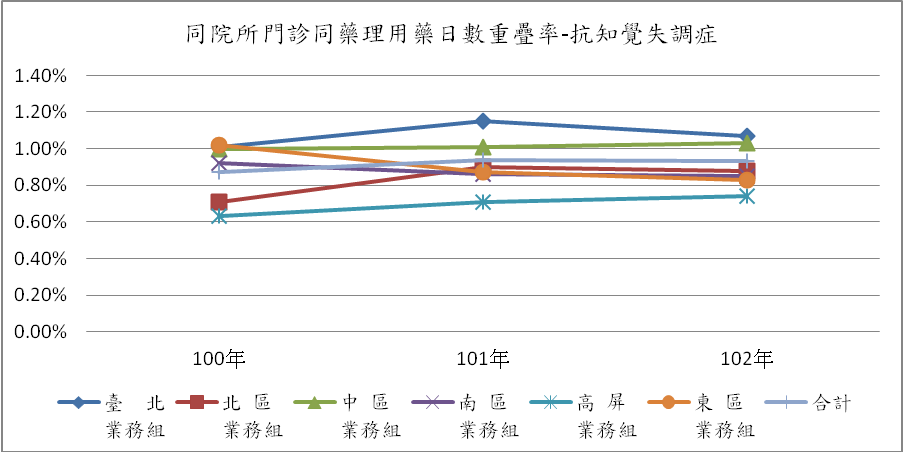 同院所門診同藥理用藥日數重疊率-抗知覺失調症
1.40%
1.20%
1.00%
0.80%
0.60%
0.40%
0.20%
0.00%
100年 101年 102年
臺 北 北 區 中 區 南 區 高 屏 東 區 合計
業務組 業務組 業務組 業務組 業務組 業務組